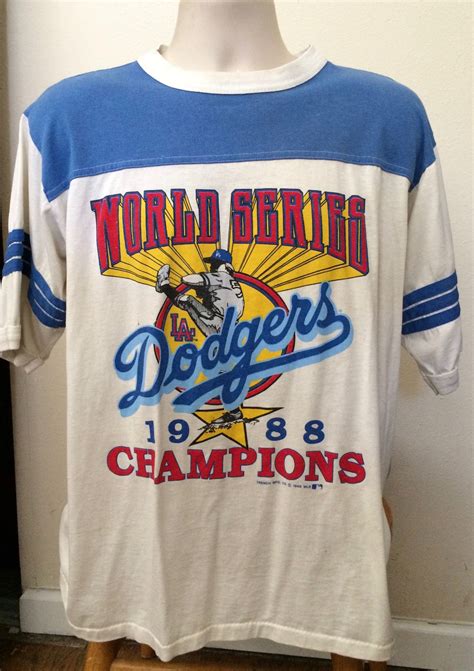 WORLD SERIES
LA
Dodgers
1988
CHAMPIONS